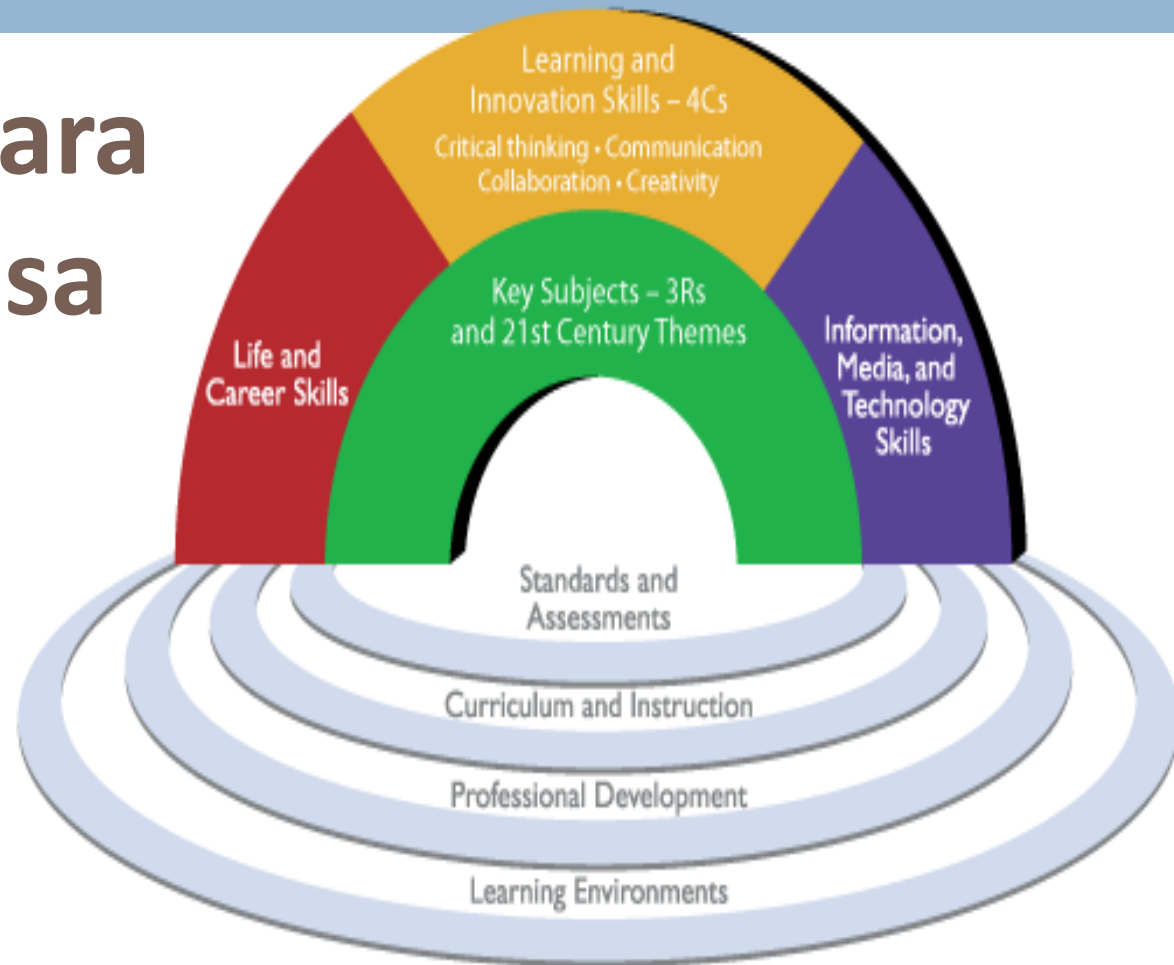 ara
sa
Learning and
Innovation Skills – 4Cs
Critical thinking • Communication
Collaboration • Creativity
Key Subjects – 3Rs
and 21st Century Themes
Life and
Career Skills
Information,
Media, and
Technology
Skills
Standards and
Assessments
Curriculum and Instruction
Professional Development
Learning Environments